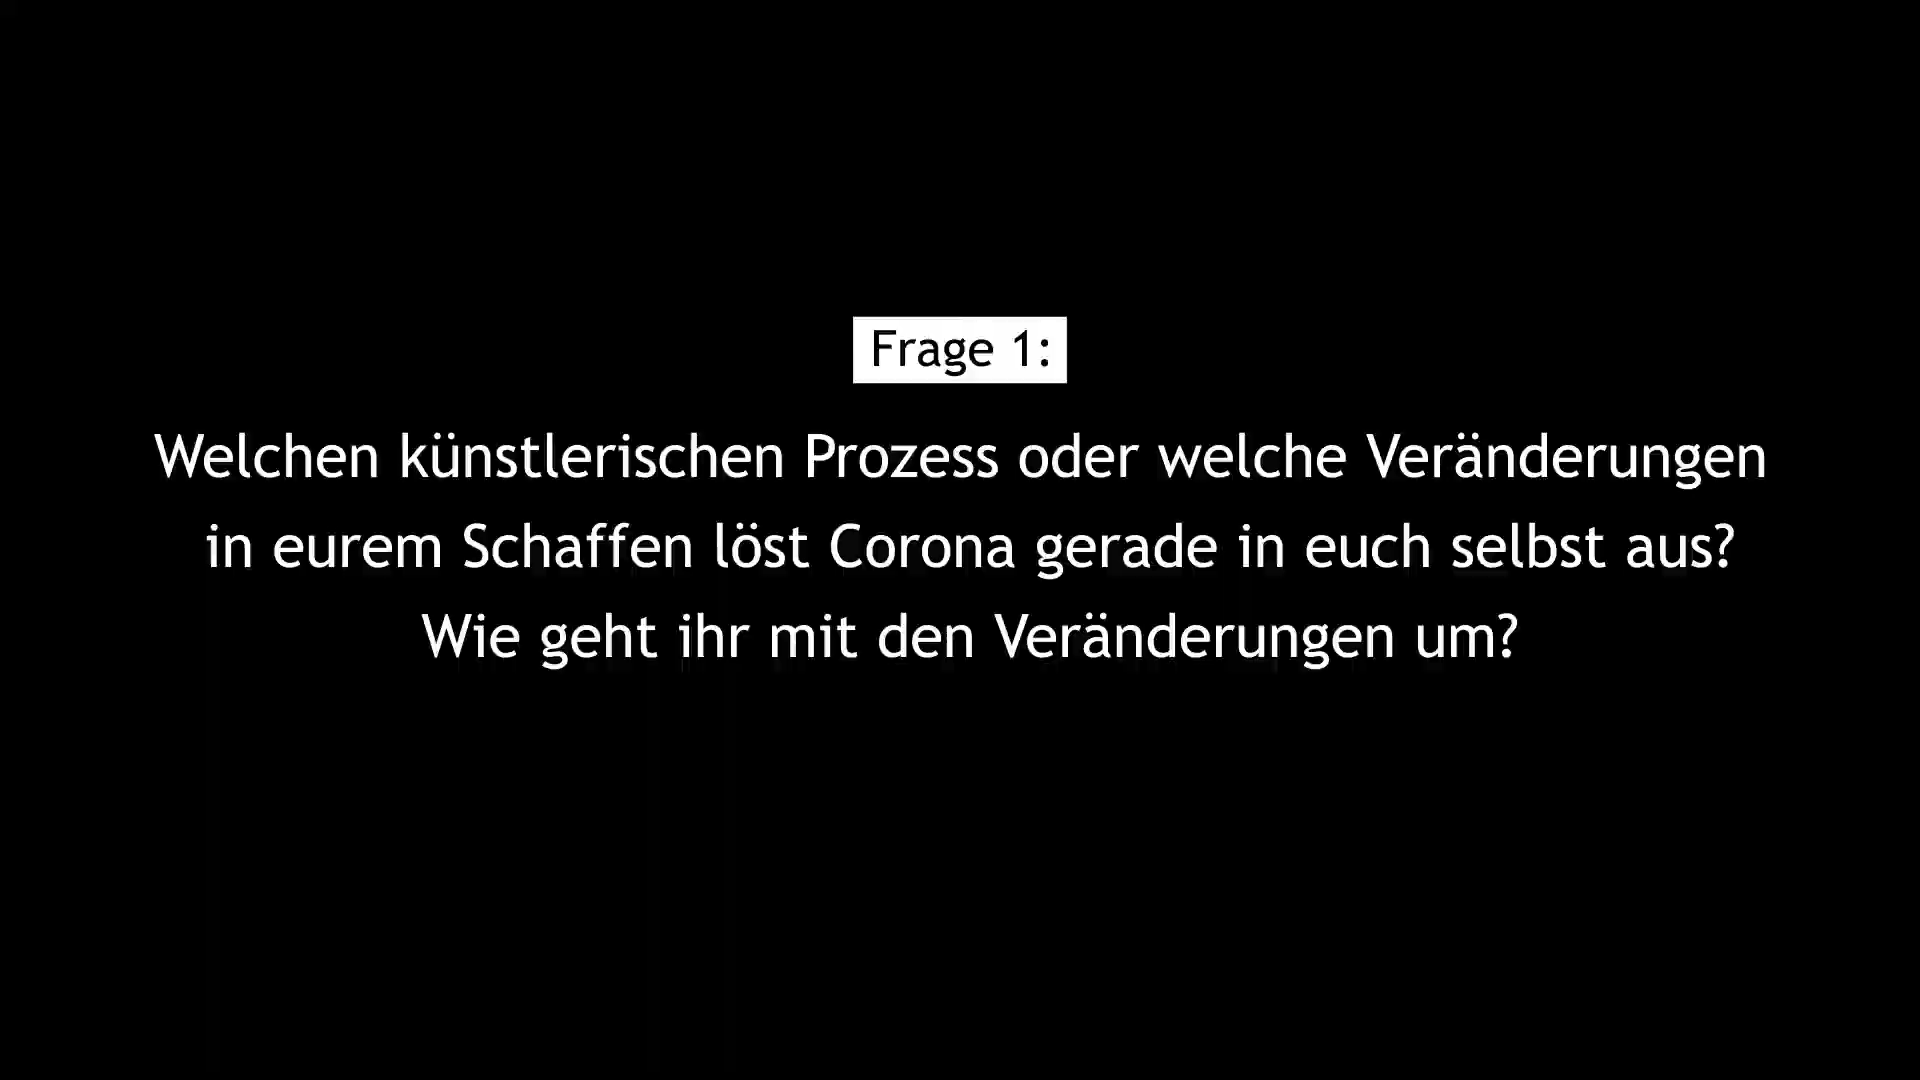 Frage 1:
Welchen künstlerischen Prozess oder welche Veränderungen
in eurem Schaffen löst Corona gerade in euch selbst aus?
Wie geht ihr mit den Veränderungen um?